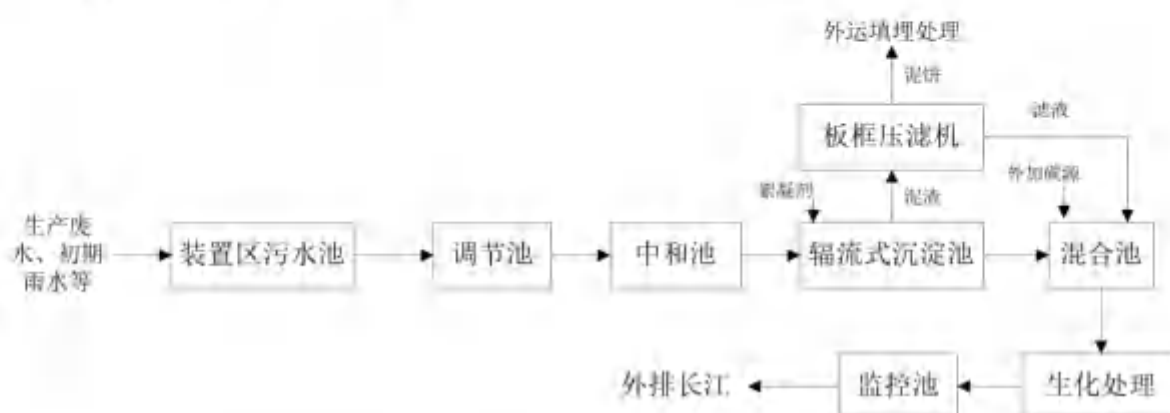 外运填埋处理
泥饼
板框压滤机
滤液
外加碳源
絮凝剂
泥渣
生产废
水、初期
雨水等
装置区污水池
调节池
中和池
辐流式沉淀池
混合池
外排长江
监控池
生化处理